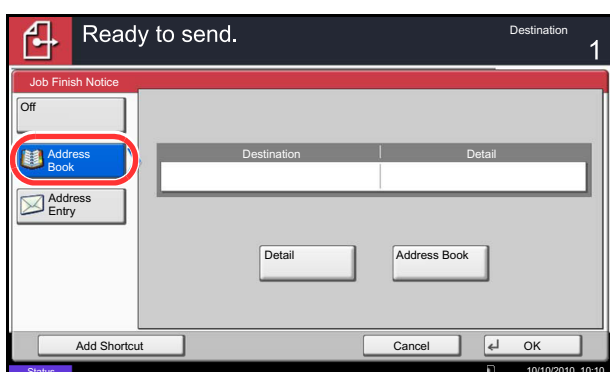 Ready to send.
Destination
1
Job Finish Notice
Off
Address
Book
Destination Detail
Address
Entry
Detail Address Book
Add Shortcut Cancel OK
Status 10/10/2010 10:10